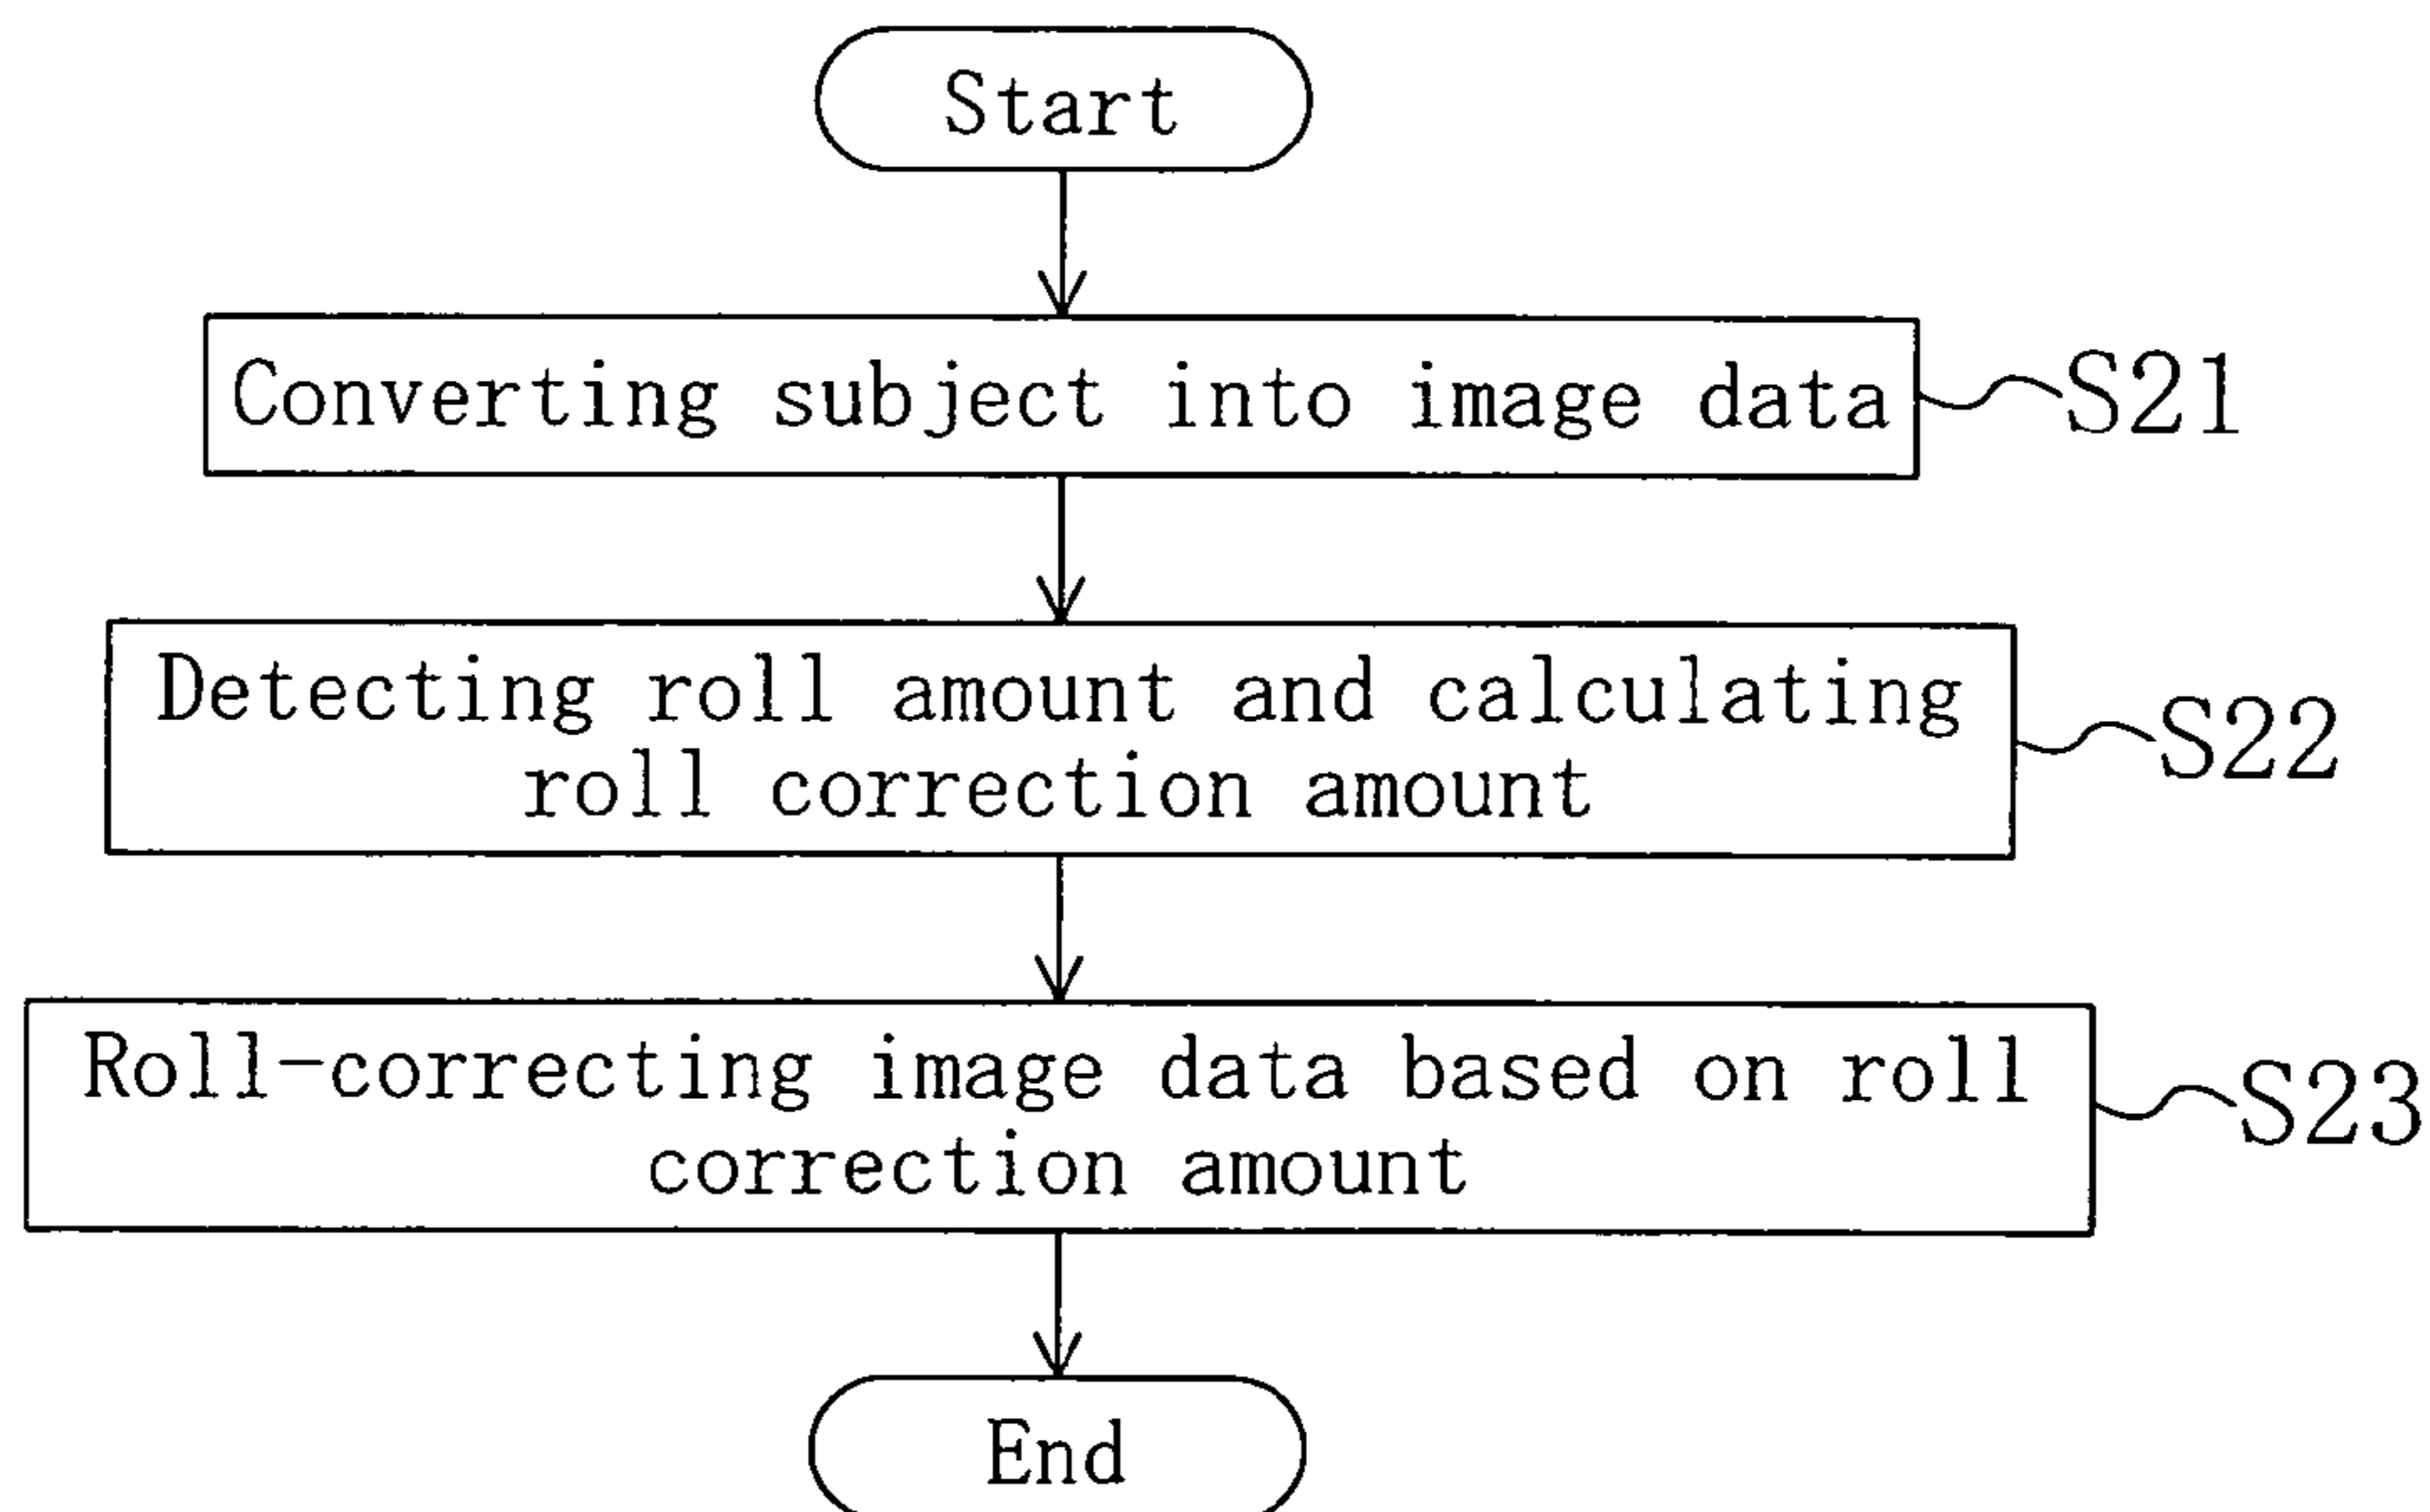 Start
Converting subject into image data
S21
Detecting roll amount and calculating
roll correction amount
S22
Roll-correcting image data based on roll
correction amount
S23
End